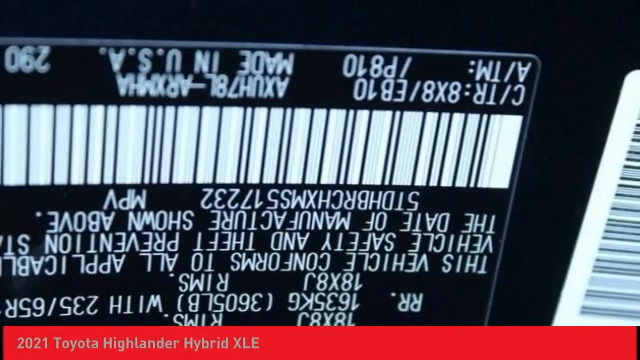 RIMS 18X8J
RR. 1635KG (3605LB) WITH 235/65R
RIMS 18X8J
THIS VEHICLE CONFORMS TO ALL APPLICABL
VEHICLE SAFETY AND THEFT PREVENTION STA
THE DATE OF MANUFACTURE SHOWN ABOVE.
5TDHBRCHXMS517232 MPV
C/TR:8X8/EB10 AXUH78L-ARXMHA
A/TM: /P810 MADE IN U.S.A. 290
2021 Toyota Highlander Hybrid XLE